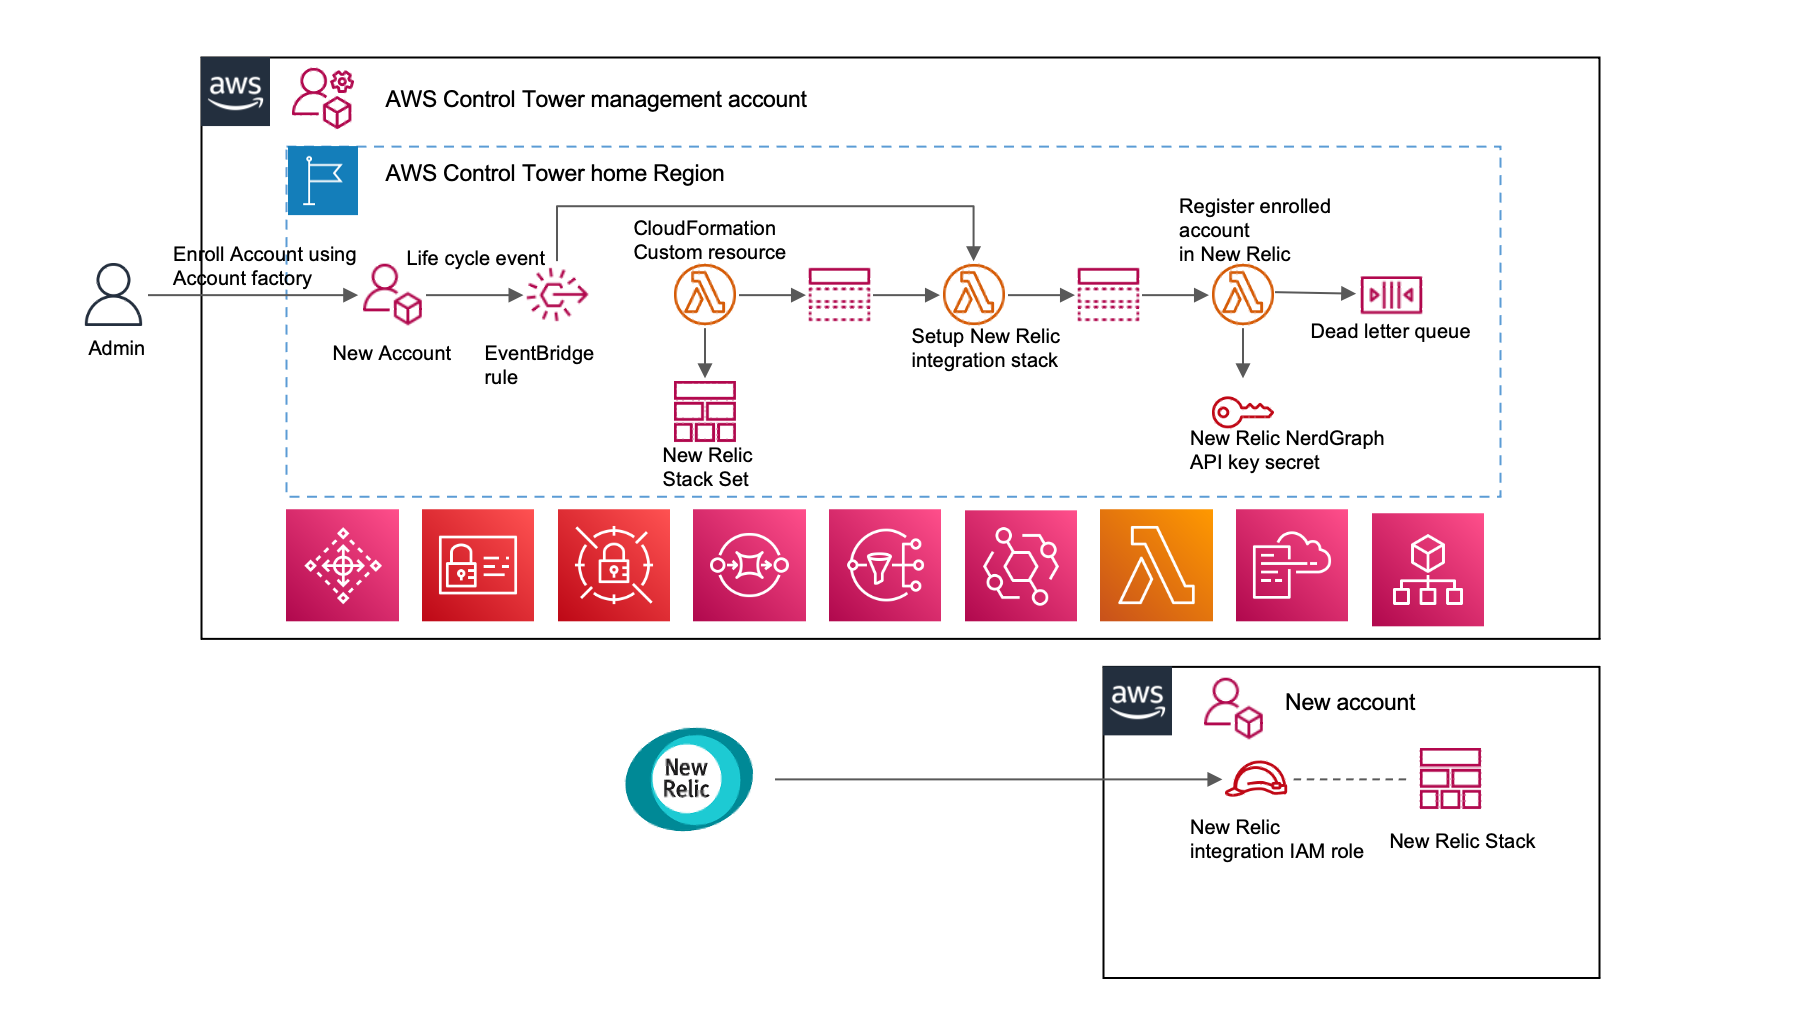 aws
AWS Control Tower management account
AWS Control Tower home Region
Enroll Account using
Account factory
Admin
New Account
Life cycle event
EventBridge
rule
CloudFormation
Custom resource
New Relic
Stack Set
Setup New Relic
integration stack
Register enrolled
account
in New Relic
Dead letter queue
New Relic NerdGraph
API key secret
New
Relic
aws
New account
New Relic
integration IAM role
New Relic Stack